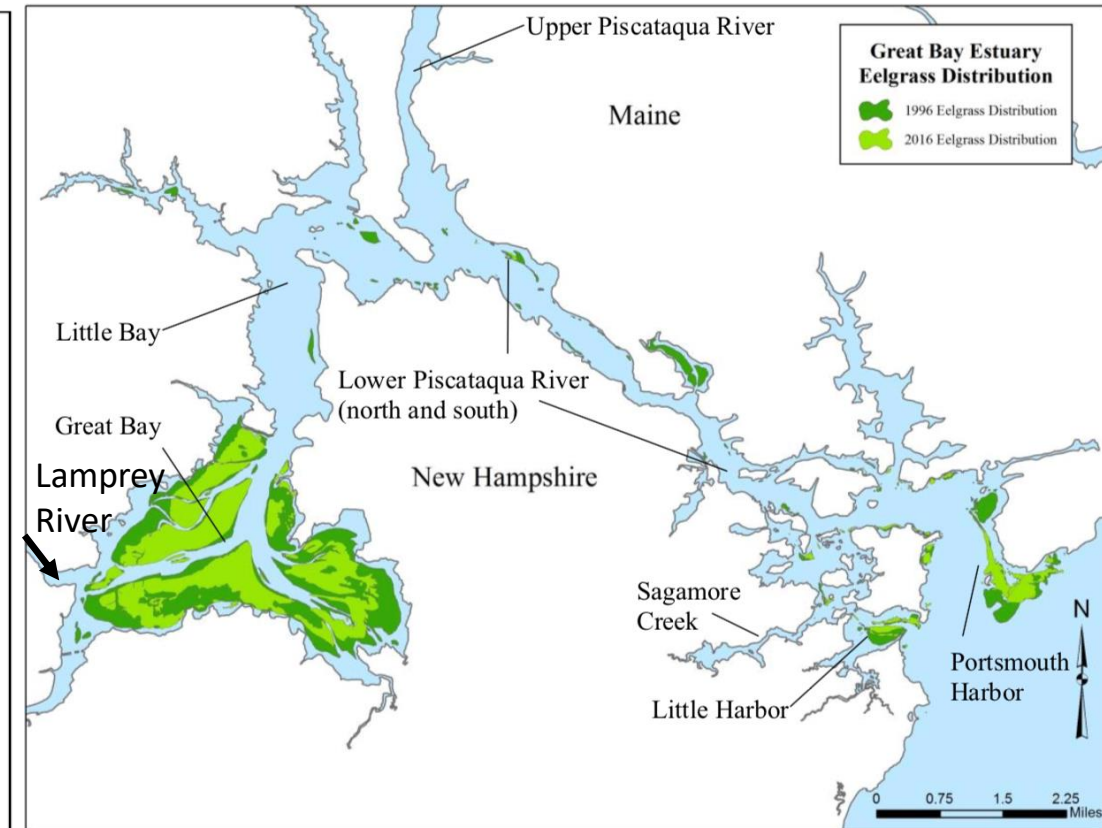 Upper Piscataqua River
Great Bay Estuary
Eelgrass Distribution
1996 Eelgrass Distribution
2016 Eelgrass Distribution
Maine
Little Bay
Lower Piscataqua River
(north and south)
Great Bay
New Hampshire
Lamprey
River
Sagamore
Creek
N
Portsmouth
Harbor
Little Harbor
0 0.75 1.5 2.25
Miles